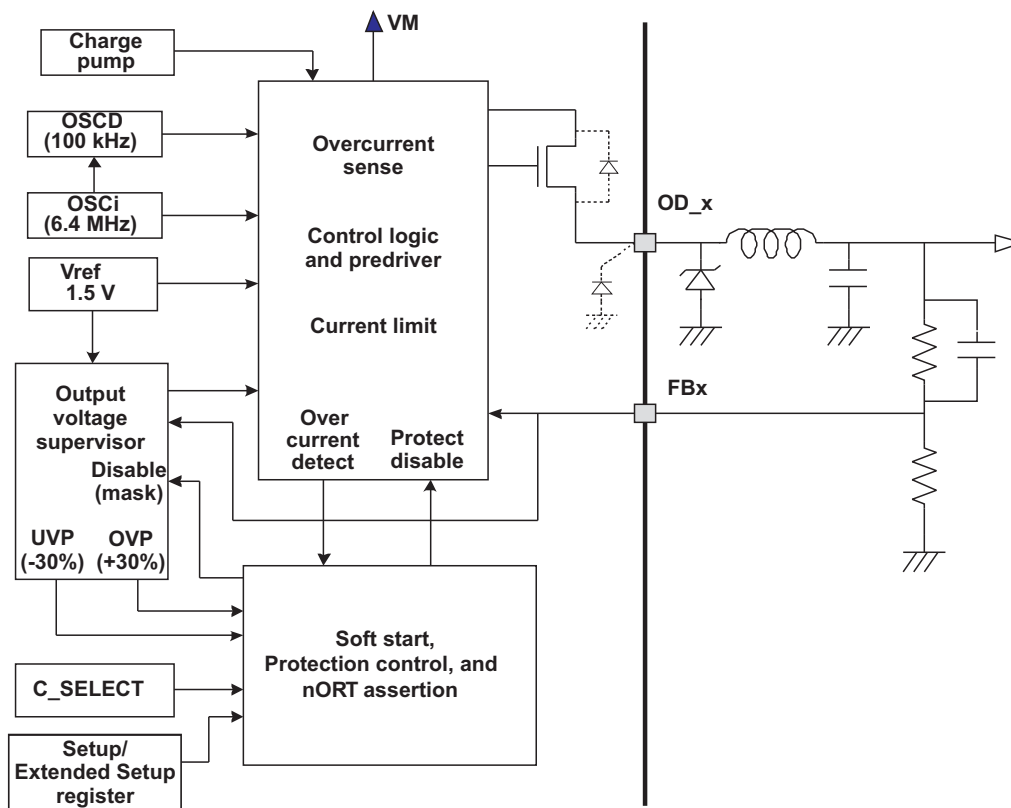 VM
Charge
pump
OSCD
(100 kHz)
OSCi
(6.4 MHz)
Vref
1.5 V
Overcurrent
sense
Control logic
and predriver
Current limit
Over
current
detect
Protect
disable
OD_x
FBx
Output
voltage
supervisor
Disable
(mask)
UVP
(-30%)
OVP
(+30%)
Soft start,
Protection control, and
nORT assertion
C_SELECT
Setup/
Extended Setup
register